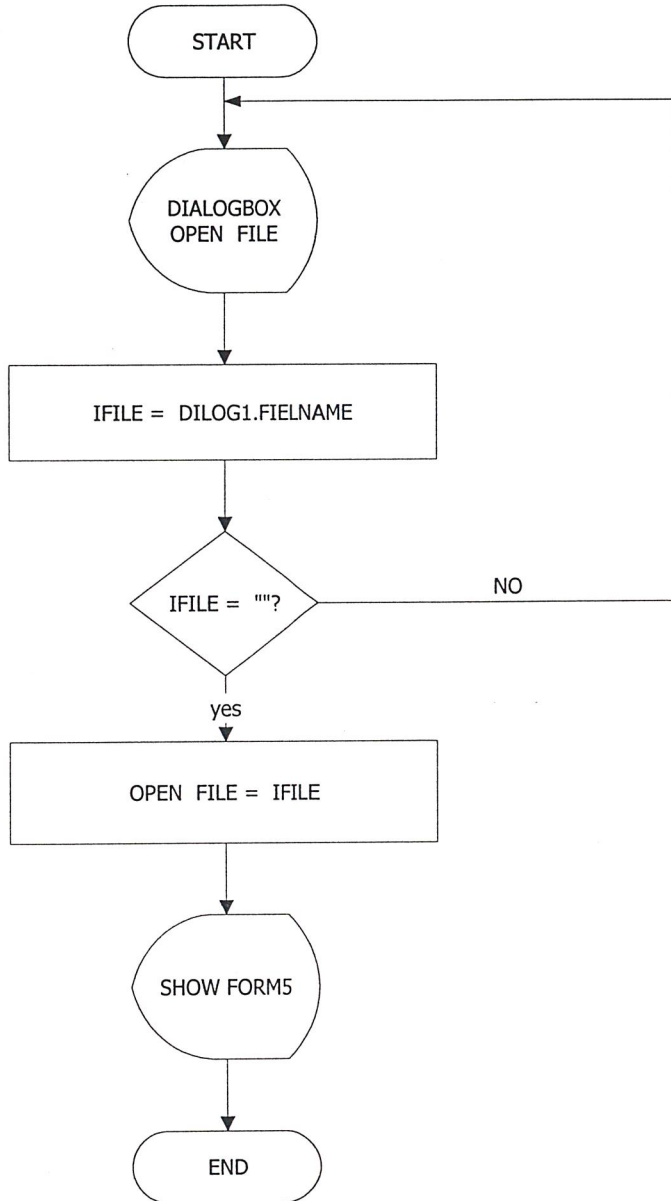 START
DIALOGBOX
OPEN FILE
IFILE = DILOG1.FIELNAME
IFILE = ""?
NO
yes
OPEN FILE = IFILE
SHOW FORM5
END